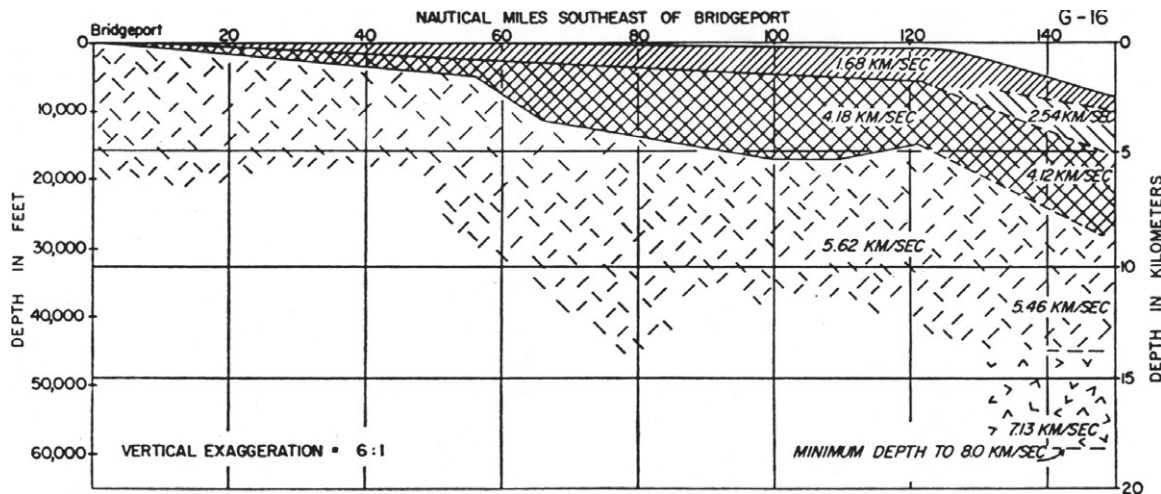 NAUTICAL MILES SOUTHEAST OF BRIDGEPORT
G-16
Bridgeport 20 40 60 80 100 120 140
0 0
1.68 KM/SEC
10,000 4.18 KM/SEC 2.54 KM/SEC
5
20,000 4.12 KM/SEC
30,000 5.62 KM/SEC
10
40,000 5.46 KM/SEC
50,000 15
7.13 KM/SEC
60,000 VERTICAL EXAGGERATION = 6:1 MINIMUM DEPTH TO 8.0 KM/SEC
20
DEPTH IN FEET
DEPTH IN KILOMETERS